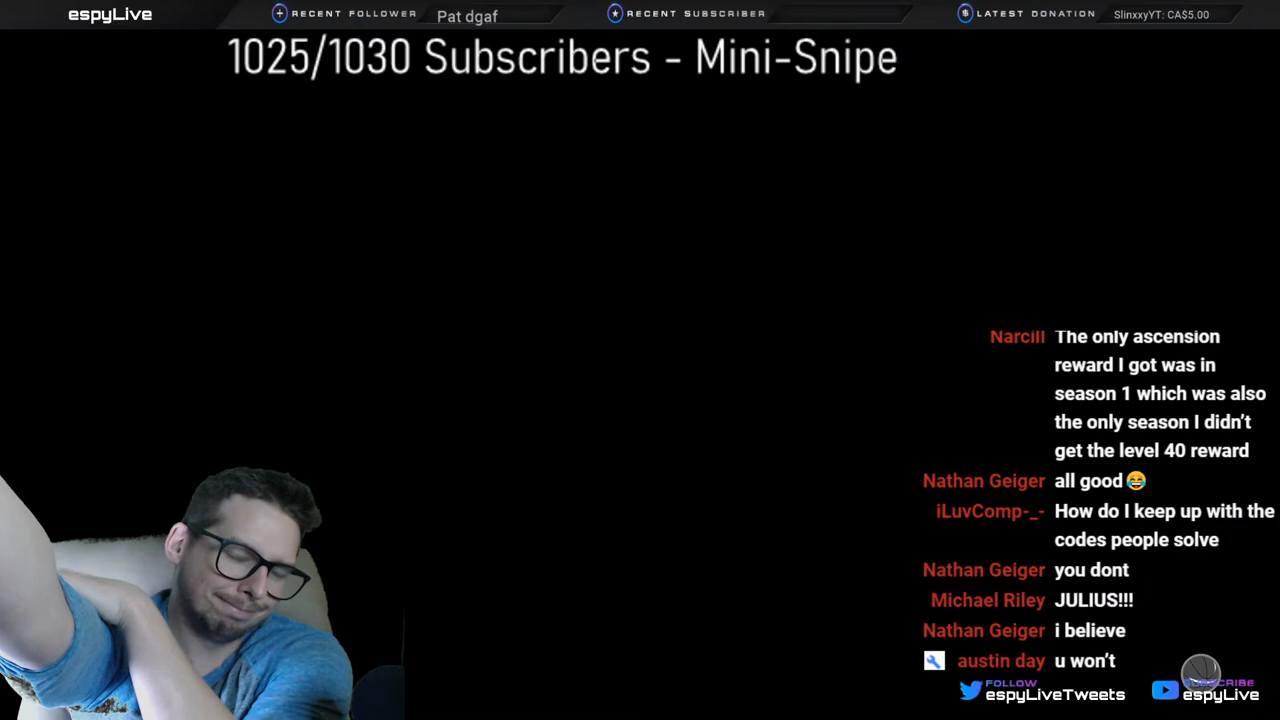 espyLive
RECENT FOLLOWER
Pat dgaf
RECENT SUBSCRIBER
LATEST DONATION
SlinxxyYT: CA$5.00
1025/1030 Subscribers - Mini-Snipe
Narcill The only ascension
reward I got was in
season 1 which was also
the only season I didn't
get the level 40 reward
Nathan Geiger all good😂
iLuvComp-_- How do I keep up with the
codes people solve
Nathan Geiger you dont
Michael Riley JULIUS!!!
Nathan Geiger i believe
austin day u won't
FOLLOW
espyLiveTweets
SUBSCRIBE
espyLive